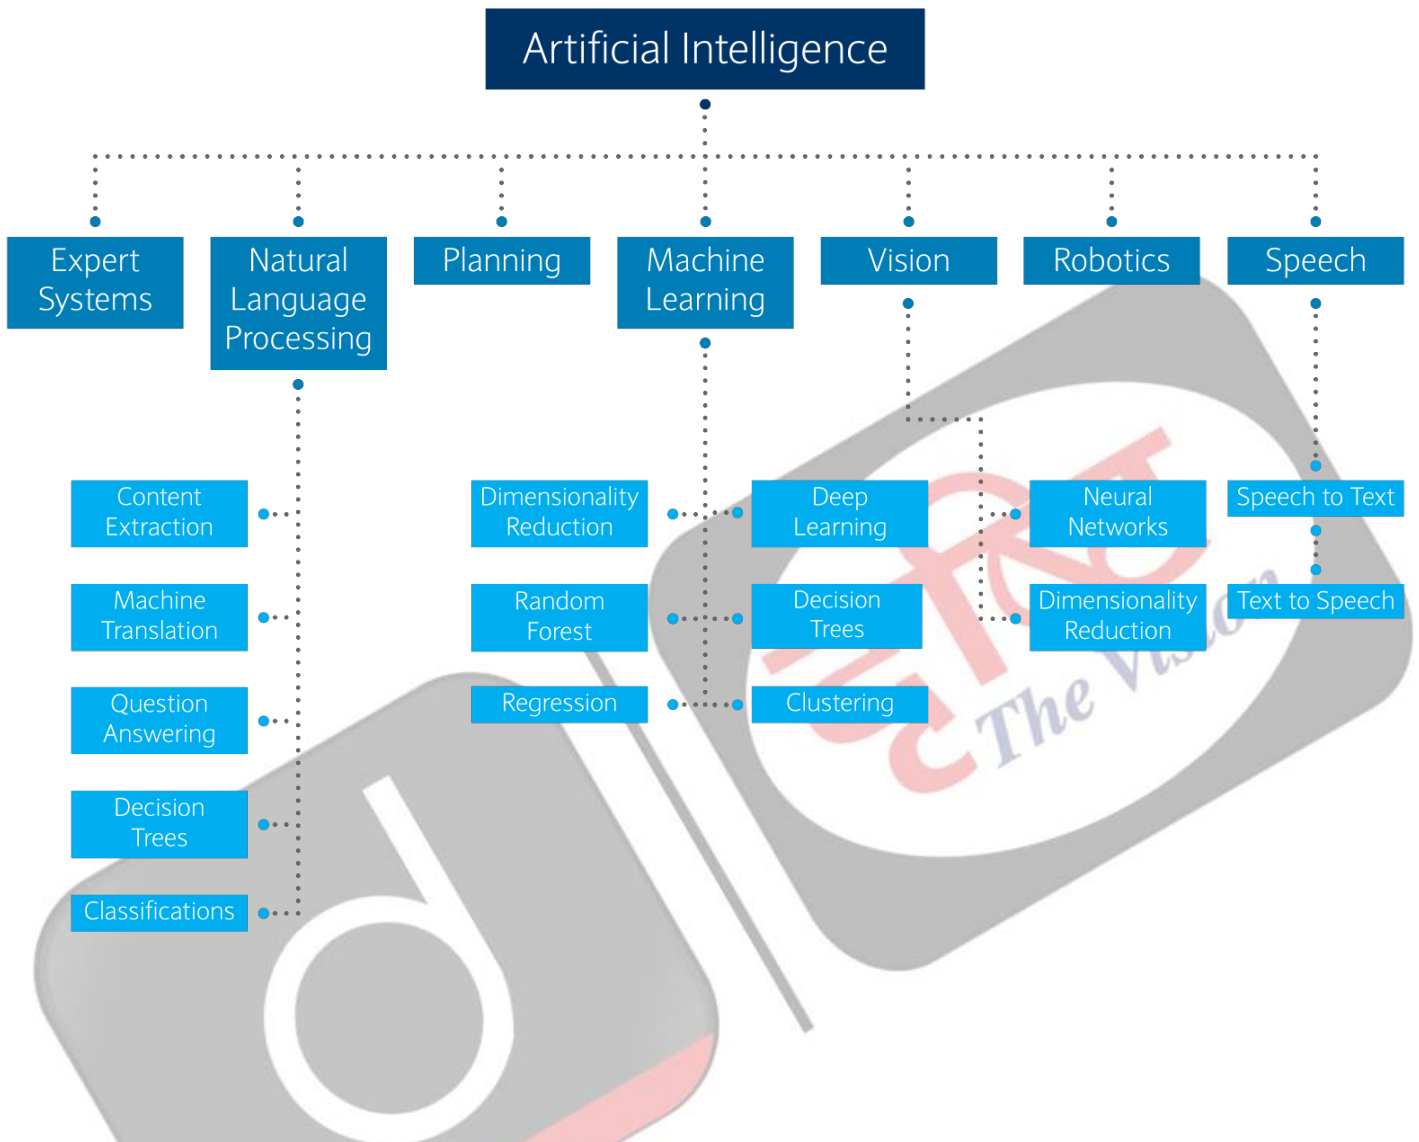 Artificial Intelligence
Expert
Systems
Natural
Language
Processing
Planning
Machine
Learning
Vision
Robotics
Speech
Content
Extraction
Machine
Translation
Question
Answering
Decision
Trees
Classifications
Dimensionality
Reduction
Random
Forest
Regression
Deep
Learning
Decision
Trees
Clustering
Neural
Networks
Dimensionality
Reduction
Speech to Text
Text to Speech
The Vision
d